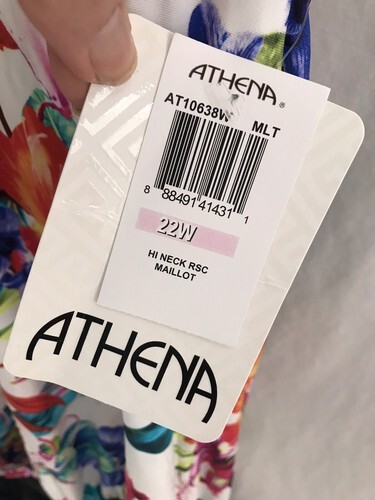 ATHENA®
AT10638W MLT
8 88491 41431 1
22W
HI NECK RSC
MAILLOT
ATHENA